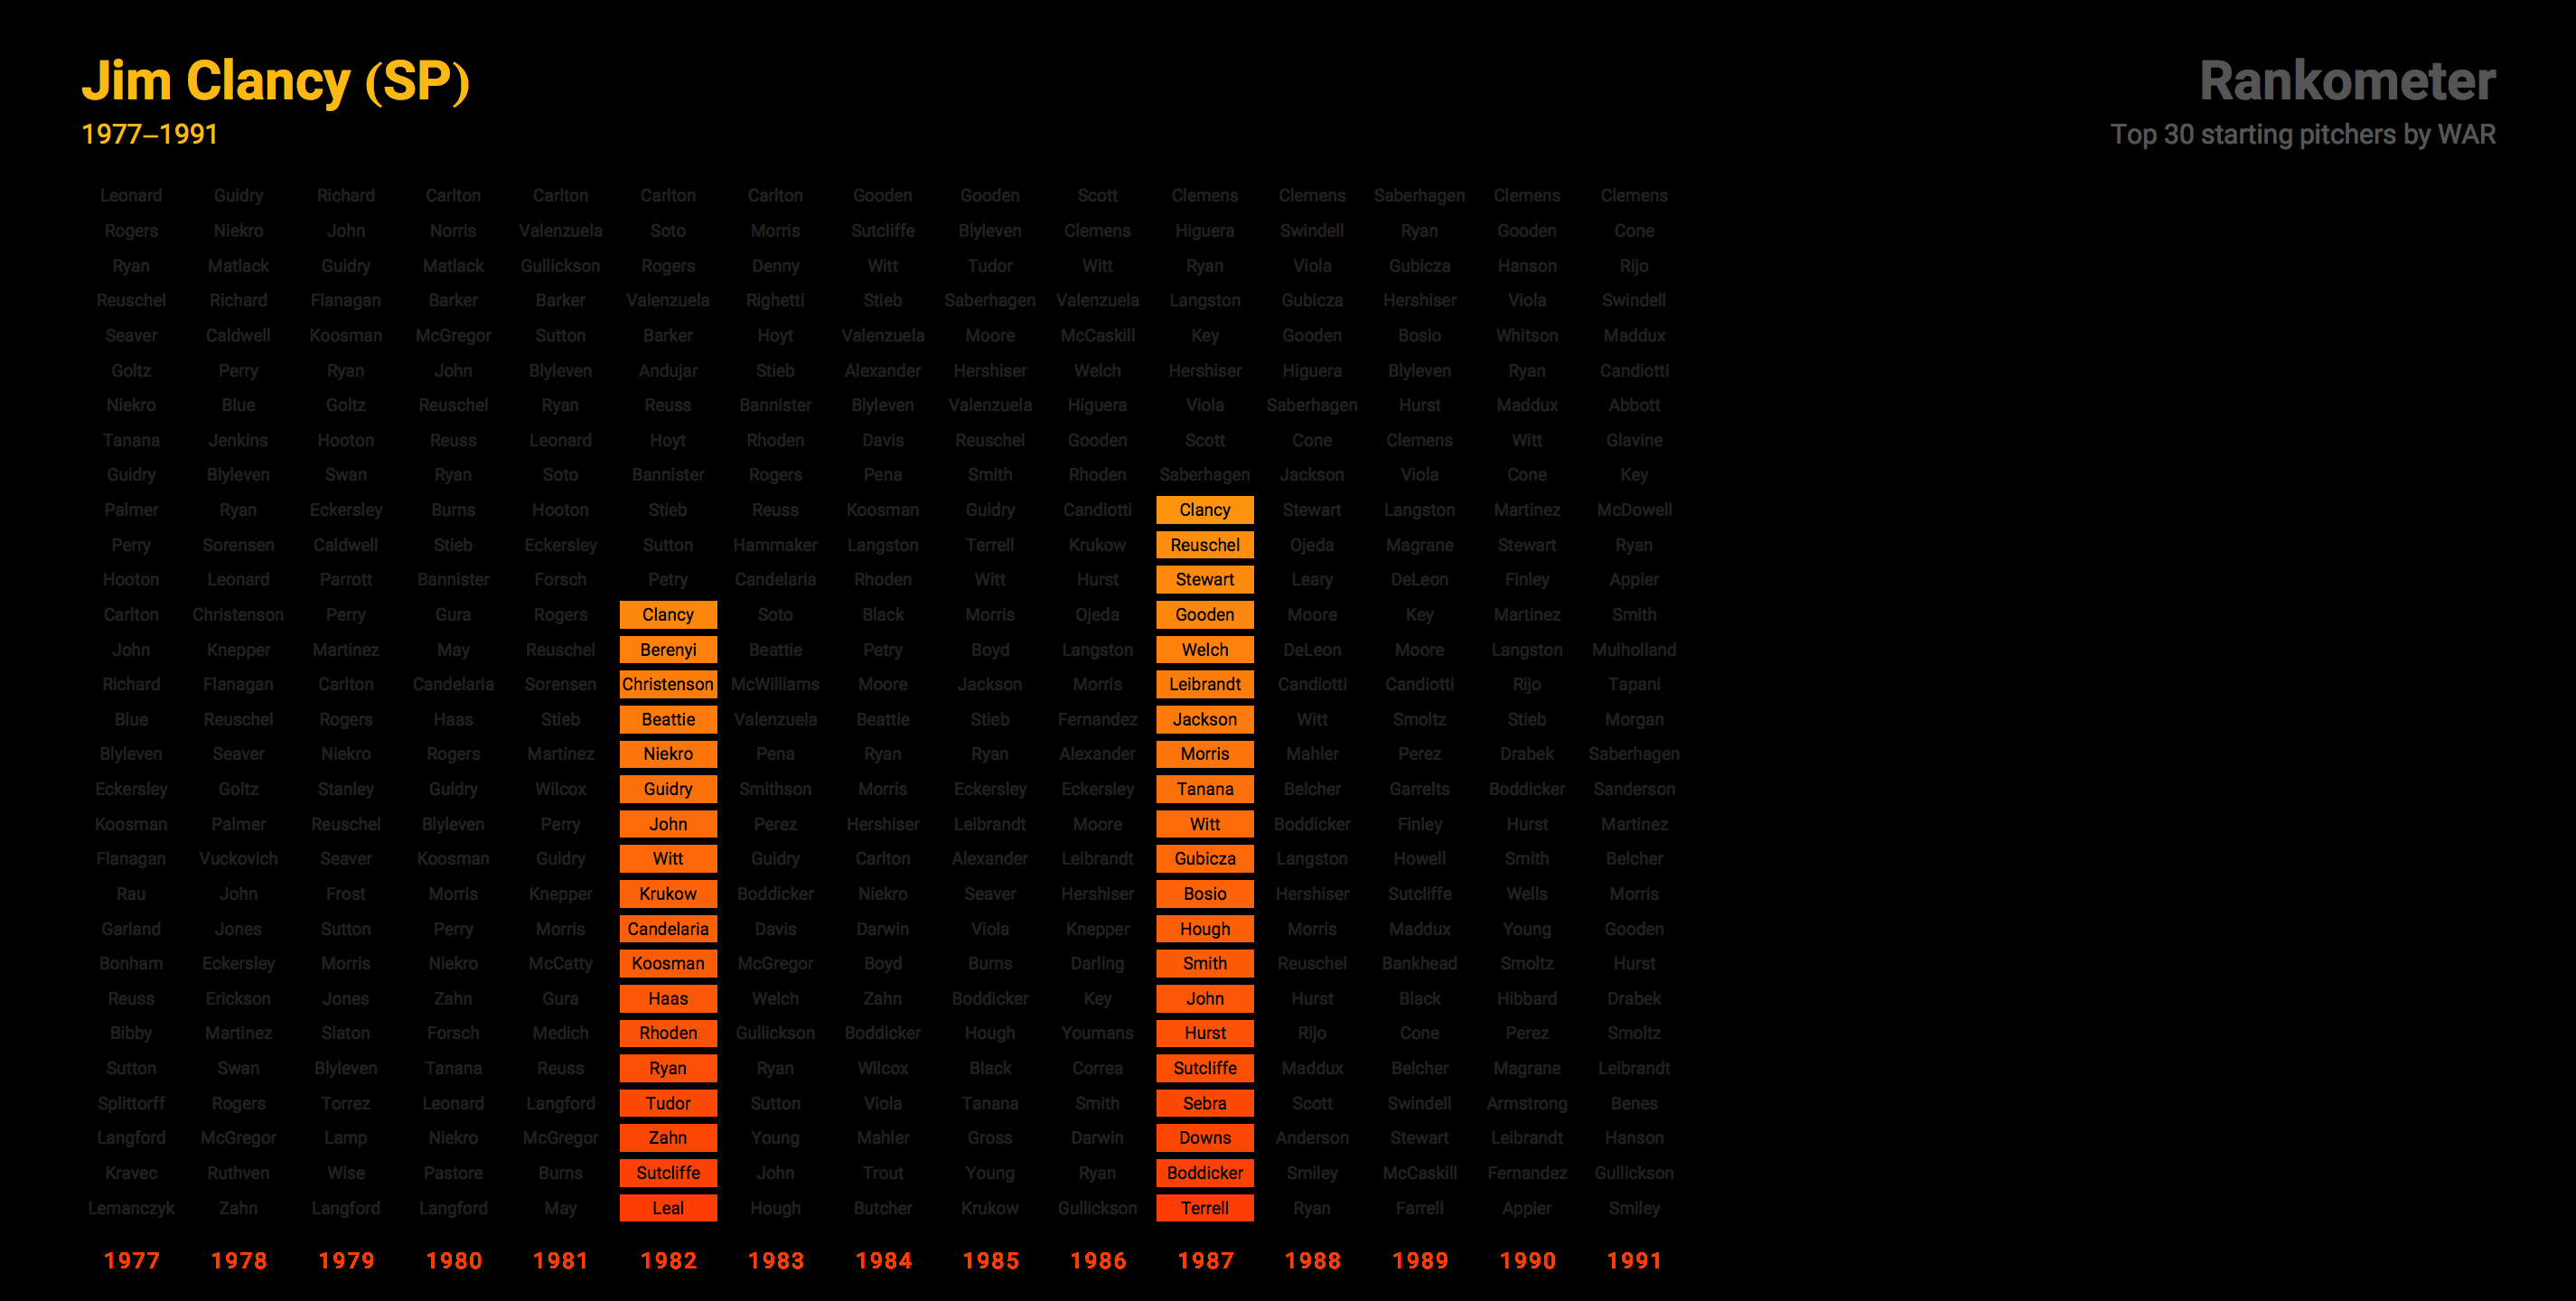 Jim Clancy (SP) Rankometer
1977–1991 Top 30 starting pitchers by WAR
Leonard Guidry Richard Carlton Carlton Carlton Carlton Gooden Gooden Scott Clemens Clemens Saberhagen Clemens Clemens
Rogers Niekro John Norris Valenzuela Soto Morris Sutcliffe Blyleven Clemens Higuera Swindell Ryan Gooden Cone
Ryan Matlack Guidry Matlack Gullickson Rogers Denny Witt Tudor Witt Ryan Viola Gubicza Hanson Rijo
Reuschel Richard Flanagan Barker Barker Valenzuela Righetti Stieb Saberhagen Valenzuela Langston Gubicza Hershiser Viola Swindell
Seaver Caldwell Koosman McGregor Sutton Barker Hoyt Valenzuela Moore McCaskill Key Gooden Bosio Whitson Maddux
Goltz Perry Ryan John Blyleven Andujar Stieb Alexander Hershiser Welch Hershiser Higuera Blyleven Ryan Candiotti
Niekro Blue Goltz Reuschel Ryan Reuss Bannister Blyleven Valenzuela Higuera Viola Saberhagen Hurst Maddux Abbott
Tanana Jenkins Hooton Reuss Leonard Hoyt Rhoden Davis Reuschel Gooden Scott Cone Clemens Witt Glavine
Guidry Blyleven Swan Ryan Soto Bannister Rogers Pena Smith Rhoden Saberhagen Jackson Viola Cone Key
Palmer Ryan Eckersley Burns Hooton Stieb Reuss Koosman Guidry Candiotti Clancy Stewart Langston Martinez McDowell
Perry Sorensen Caldwell Stieb Eckersley Sutton Hammaker Langston Terrell Krukow Reuschel Ojeda Magrane Stewart Ryan
Hooton Leonard Parrott Bannister Forsch Petry Candelaria Rhoden Witt Hurst Stewart Leary DeLeon Finley Appier
Carlton Christenson Perry Gura Rogers Clancy Soto Black Morris Ojeda Gooden Moore Key Martinez Smith
John Knepper Martinez May Reuschel Berenyi Beattie Petry Boyd Langston Welch DeLeon Moore Langston Mulholland
Richard Flanagan Carlton Candelaria Sorensen Christenson McWilliams Moore Jackson Morris Leibrandt Candiotti Candiotti Rijo Tapani
Blue Reuschel Rogers Haas Stieb Beattie Valenzuela Beattie Stieb Fernandez Jackson Witt Smoltz Stieb Morgan
Blyleven Seaver Niekro Rogers Martinez Niekro Pena Ryan Ryan Alexander Morris Mahler Perez Drabek Saberhagen
Eckersley Goltz Stanley Guidry Wilcox Guidry Smithson Morris Eckersley Eckersley Tanana Belcher Garrelts Boddicker Sanderson
Koosman Palmer Reuschel Blyleven Perry John Perez Hershiser Leibrandt Moore Witt Boddicker Finley Hurst Martinez
Flanagan Vuckovich Seaver Koosman Guidry Witt Guidry Carlton Alexander Leibrandt Gubicza Langston Howell Smith Belcher
Rau John Frost Morris Knepper Krukow Boddicker Niekro Seaver Hershiser Bosio Hershiser Sutcliffe Wells Morris
Garland Jones Sutton Perry Morris Candelaria Davis Darwin Viola Knepper Hough Morris Maddux Young Gooden
Bonham Eckersley Morris Niekro McCatty Koosman McGregor Boyd Burns Darling Smith Reuschel Bankhead Smoltz Hurst
Reuss Erickson Jones Zahn Gura Haas Welch Zahn Boddicker Key John Hurst Black Hibbard Drabek
Bibby Martinez Slaton Forsch Medich Rhoden Gullickson Boddicker Hough Youmans Hurst Rijo Cone Perez Smoltz
Sutton Swan Blyleven Tanana Reuss Ryan Ryan Wilcox Black Correa Sutcliffe Maddux Belcher Magrane Leibrandt
Splittorff Rogers Torrez Leonard Langford Tudor Sutton Viola Tanana Smith Sebra Scott Swindell Armstrong Benes
Langford McGregor Lamp Niekro McGregor Zahn Young Mahler Gross Darwin Downs Anderson Stewart Leibrandt Hanson
Kravec Ruthven Wise Pastore Burns Sutcliffe John Trout Young Ryan Boddicker Smiley McCaskill Fernandez Gullickson
Lemanczyk Zahn Langford Langford May Leal Hough Butcher Krukow Gullickson Terrell Ryan Farrell Appier Smiley
1977 1978 1979 1980 1981 1982 1983 1984 1985 1986 1987 1988 1989 1990 1991